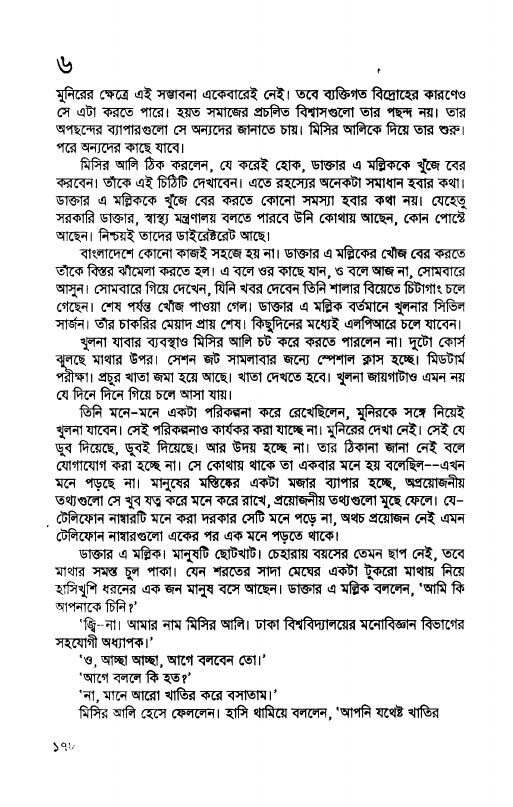 ৬
মুনিরের ক্ষেত্রে এই সম্ভাবনা একেবারেই নেই। তবে ব্যক্তিগত বিদ্রোহের কারণেও
সে এটা করতে পারে। হয়ত সমাজের প্রচলিত বিশ্বাসগুলো তার পছন্দ নয়। তার
অপছন্দের ব্যাপারগুলো সে অন্যদের জানাতে চায়। মিসির আলিকে দিয়ে তার শুরু।
পরে অন্যদের কাছে যাবে।
মিসির আলি ঠিক করলেন, যে করেই হোক, ডাক্তার এ মল্লিককে খুঁজে বের
করবেন। তাঁকে এই চিঠিটি দেখাবেন। এতে রহস্যের অনেকটা সমাধান হবার কথা।
ডাক্তার এ মল্লিককে খুঁজে বের করতে কোনো সমস্যা হবার কথা নয়। যেহেতু
সরকারি ডাক্তার, স্বাস্থ্য মন্ত্রণালয় বলতে পারবে উনি কোথায় আছেন, কোন পোস্টে
আছেন। নিশ্চয়ই তাদের ডাইরেক্টরেট আছে।
বাংলাদেশে কোনো কাজই সহজে হয় না। ডাক্তার এ মল্লিকের খোঁজ বের করতে
তাঁকে বিস্তর ঝামেলা করতে হল। এ বলে ওর কাছে যান, ও বলে আজ না, সোমবারে
আসুন। সোমবারে গিয়ে দেখেন, যিনি খবর দেবেন তিনি শালার বিয়েতে চিটাগাং চলে
গেছেন। শেষ পর্যন্ত খোঁজ পাওয়া গেল। ডাক্তার এ মল্লিক বর্তমানে খুলনার সিভিল
সার্জন। তাঁর চাকরির মেয়াদ প্রায় শেষ। কিছুদিনের মধ্যেই এলপিআরে চলে যাবেন।
খুলনা যাবার ব্যবস্থাও মিসির আলি চট করে করতে পারলেন না। দুটো কোর্স
ঝুলছে মাথার উপর। সেশন জট সামলাবার জন্যে স্পেশাল ক্লাস হচ্ছে। মিডটার্ম
পরীক্ষা। প্রচুর খাতা জমা হয়ে আছে। খাতা দেখতে হবে। খুলনা জায়গাটাও এমন নয়
যে দিনে দিনে গিয়ে চলে আসা যায়।
তিনি মনে-মনে একটা পরিকল্পনা করে রেখেছিলেন, মুনিরকে সঙ্গে নিয়েই
খুলনা যাবেন। সেই পরিকল্পনাও কার্যকর করা যাচ্ছে না। মুনিরের দেখা নেই। সেই যে
ডুব দিয়েছে, ডুবই দিয়েছে। আর উদয় হচ্ছে না। তার ঠিকানা জানা নেই বলে
যোগাযোগ করা হচ্ছে না। সে কোথায় থাকে তা একবার মনে হয় বলেছিল--এখন
মনে পড়ছে না। মানুষের মস্তিষ্কের একটা মজার ব্যাপার হচ্ছে, অপ্রয়োজনীয়
তথ্যগুলো সে খুব যত্ন করে মনে করে রাখে, প্রয়োজনীয় তথ্যগুলো মুছে ফেলে। যে-
টেলিফোন নাম্বারটি মনে করা দরকার সেটি মনে পড়ে না, অথচ প্রয়োজন নেই এমন
টেলিফোন নাম্বারগুলো একের পর এক মনে পড়তে থাকে।
ডাক্তার এ মল্লিক। মানুষটি ছোটখাট। চেহারায় বয়সের তেমন ছাপ নেই, তবে
মাথার সমস্ত চুল পাকা। যেন শরতের সাদা মেঘের একটা টুকরো মাথায় নিয়ে
হাসিখুশি ধরনের এক জন মানুষ বসে আছেন। ডাক্তার এ মল্লিক বললেন, ‘আমি কি
আপনাকে চিনি?’
‘জ্বি-না। আমার নাম মিসির আলি। ঢাকা বিশ্ববিদ্যালয়ের মনোবিজ্ঞান বিভাগের
সহযোগী অধ্যাপক।’
‘ও, আচ্ছা আচ্ছা, আগে বলবেন তো।’
‘আগে বললে কি হত?’
‘না, মানে আরো খাতির করে বসাতাম।’
মিসির আলি হেসে ফেললেন। হাসি থামিয়ে বললেন, ‘আপনি যথেষ্ট খাতির